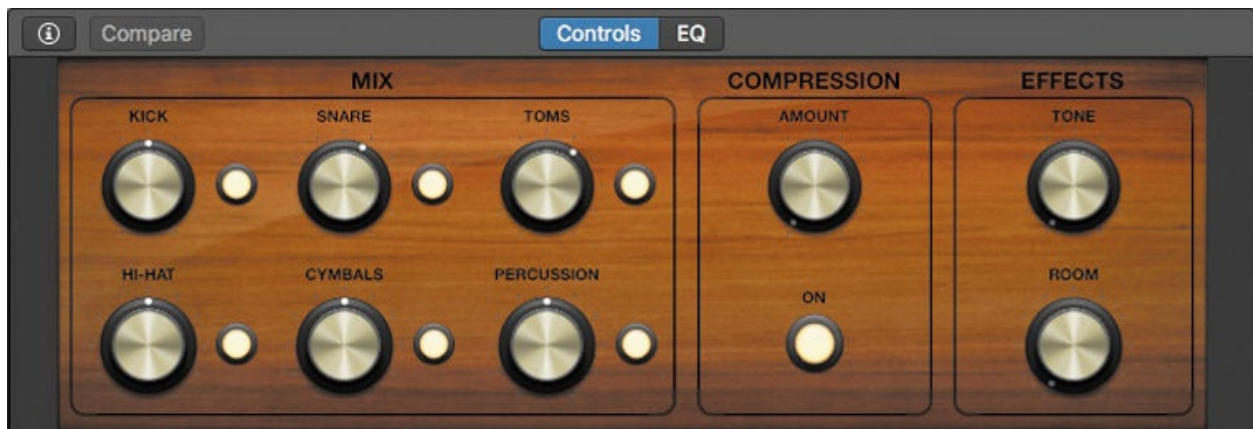 Compare
Controls EQ
MIX COMPRESSION EFFECTS
KICK SNARE TOMS AMOUNT TONE
HI-HAT CYMBALS PERCUSSION ROOM
ON